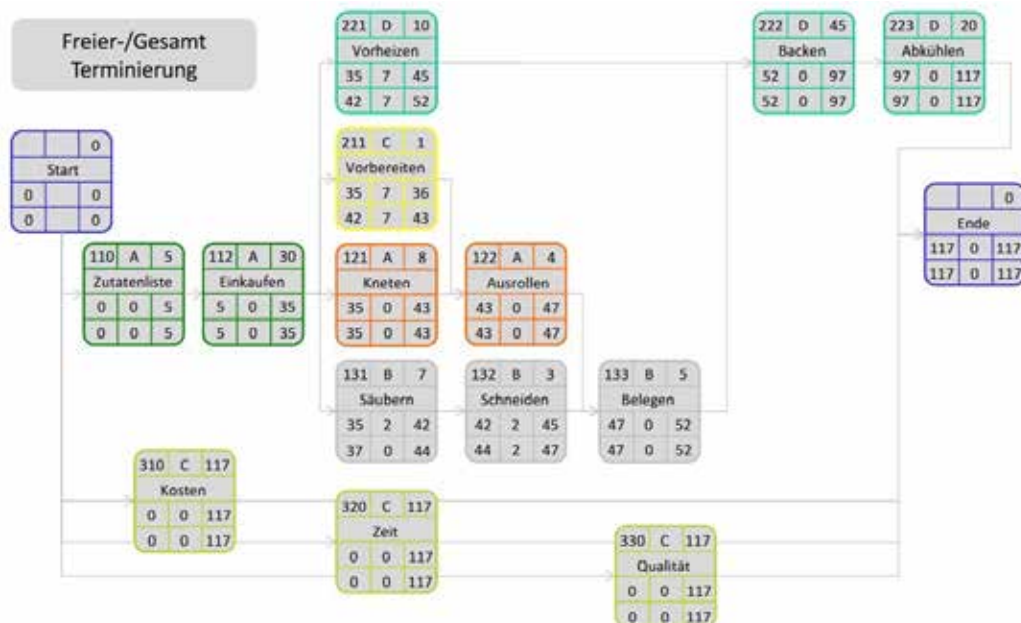 Freier-/Gesamt
Terminierung
0
Start
0 0
0 0
110 A 5
Zutatenliste
0 0 5
0 0 5
112 A 30
Einkaufen
5 0 35
5 0 35
221 D 10
Vorheizen
35 7 45
42 7 52
211 C 1
Vorbereiten
35 7 36
42 7 43
121 A 8
Kneten
35 0 43
35 0 43
122 A 4
Ausrollen
43 0 47
43 0 47
131 B 7
Säubern
35 2 42
37 0 44
132 B 3
Schneiden
42 2 45
44 2 47
133 B 5
Belegen
47 0 52
47 0 52
222 D 45
Backen
52 0 97
52 0 97
223 D 20
Abkühlen
97 0 117
97 0 117
0
Ende
117 0 117
117 0 117
310 C 117
Kosten
0 0 117
0 0 117
320 C 117
Zeit
0 0 117
0 0 117
330 C 117
Qualität
0 0 117
0 0 117